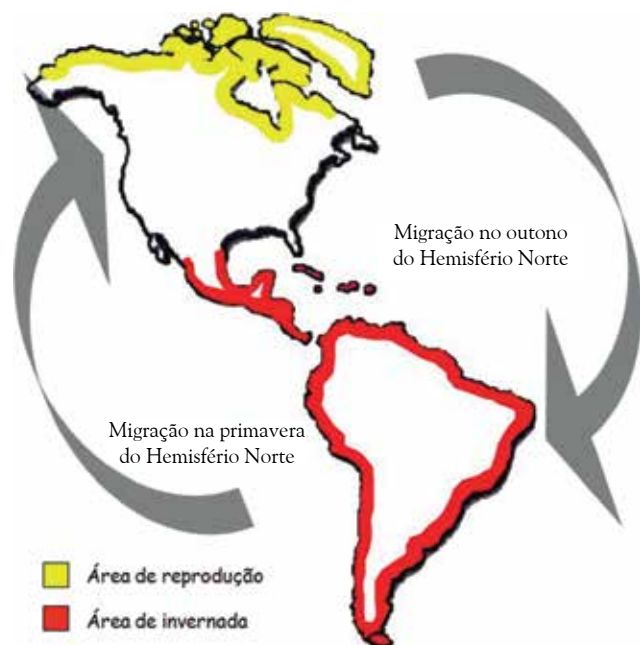 Migração no outono
do Hemisfério Norte
Migração na primavera
do Hemisfério Norte
Área de reprodução
Área de invernada